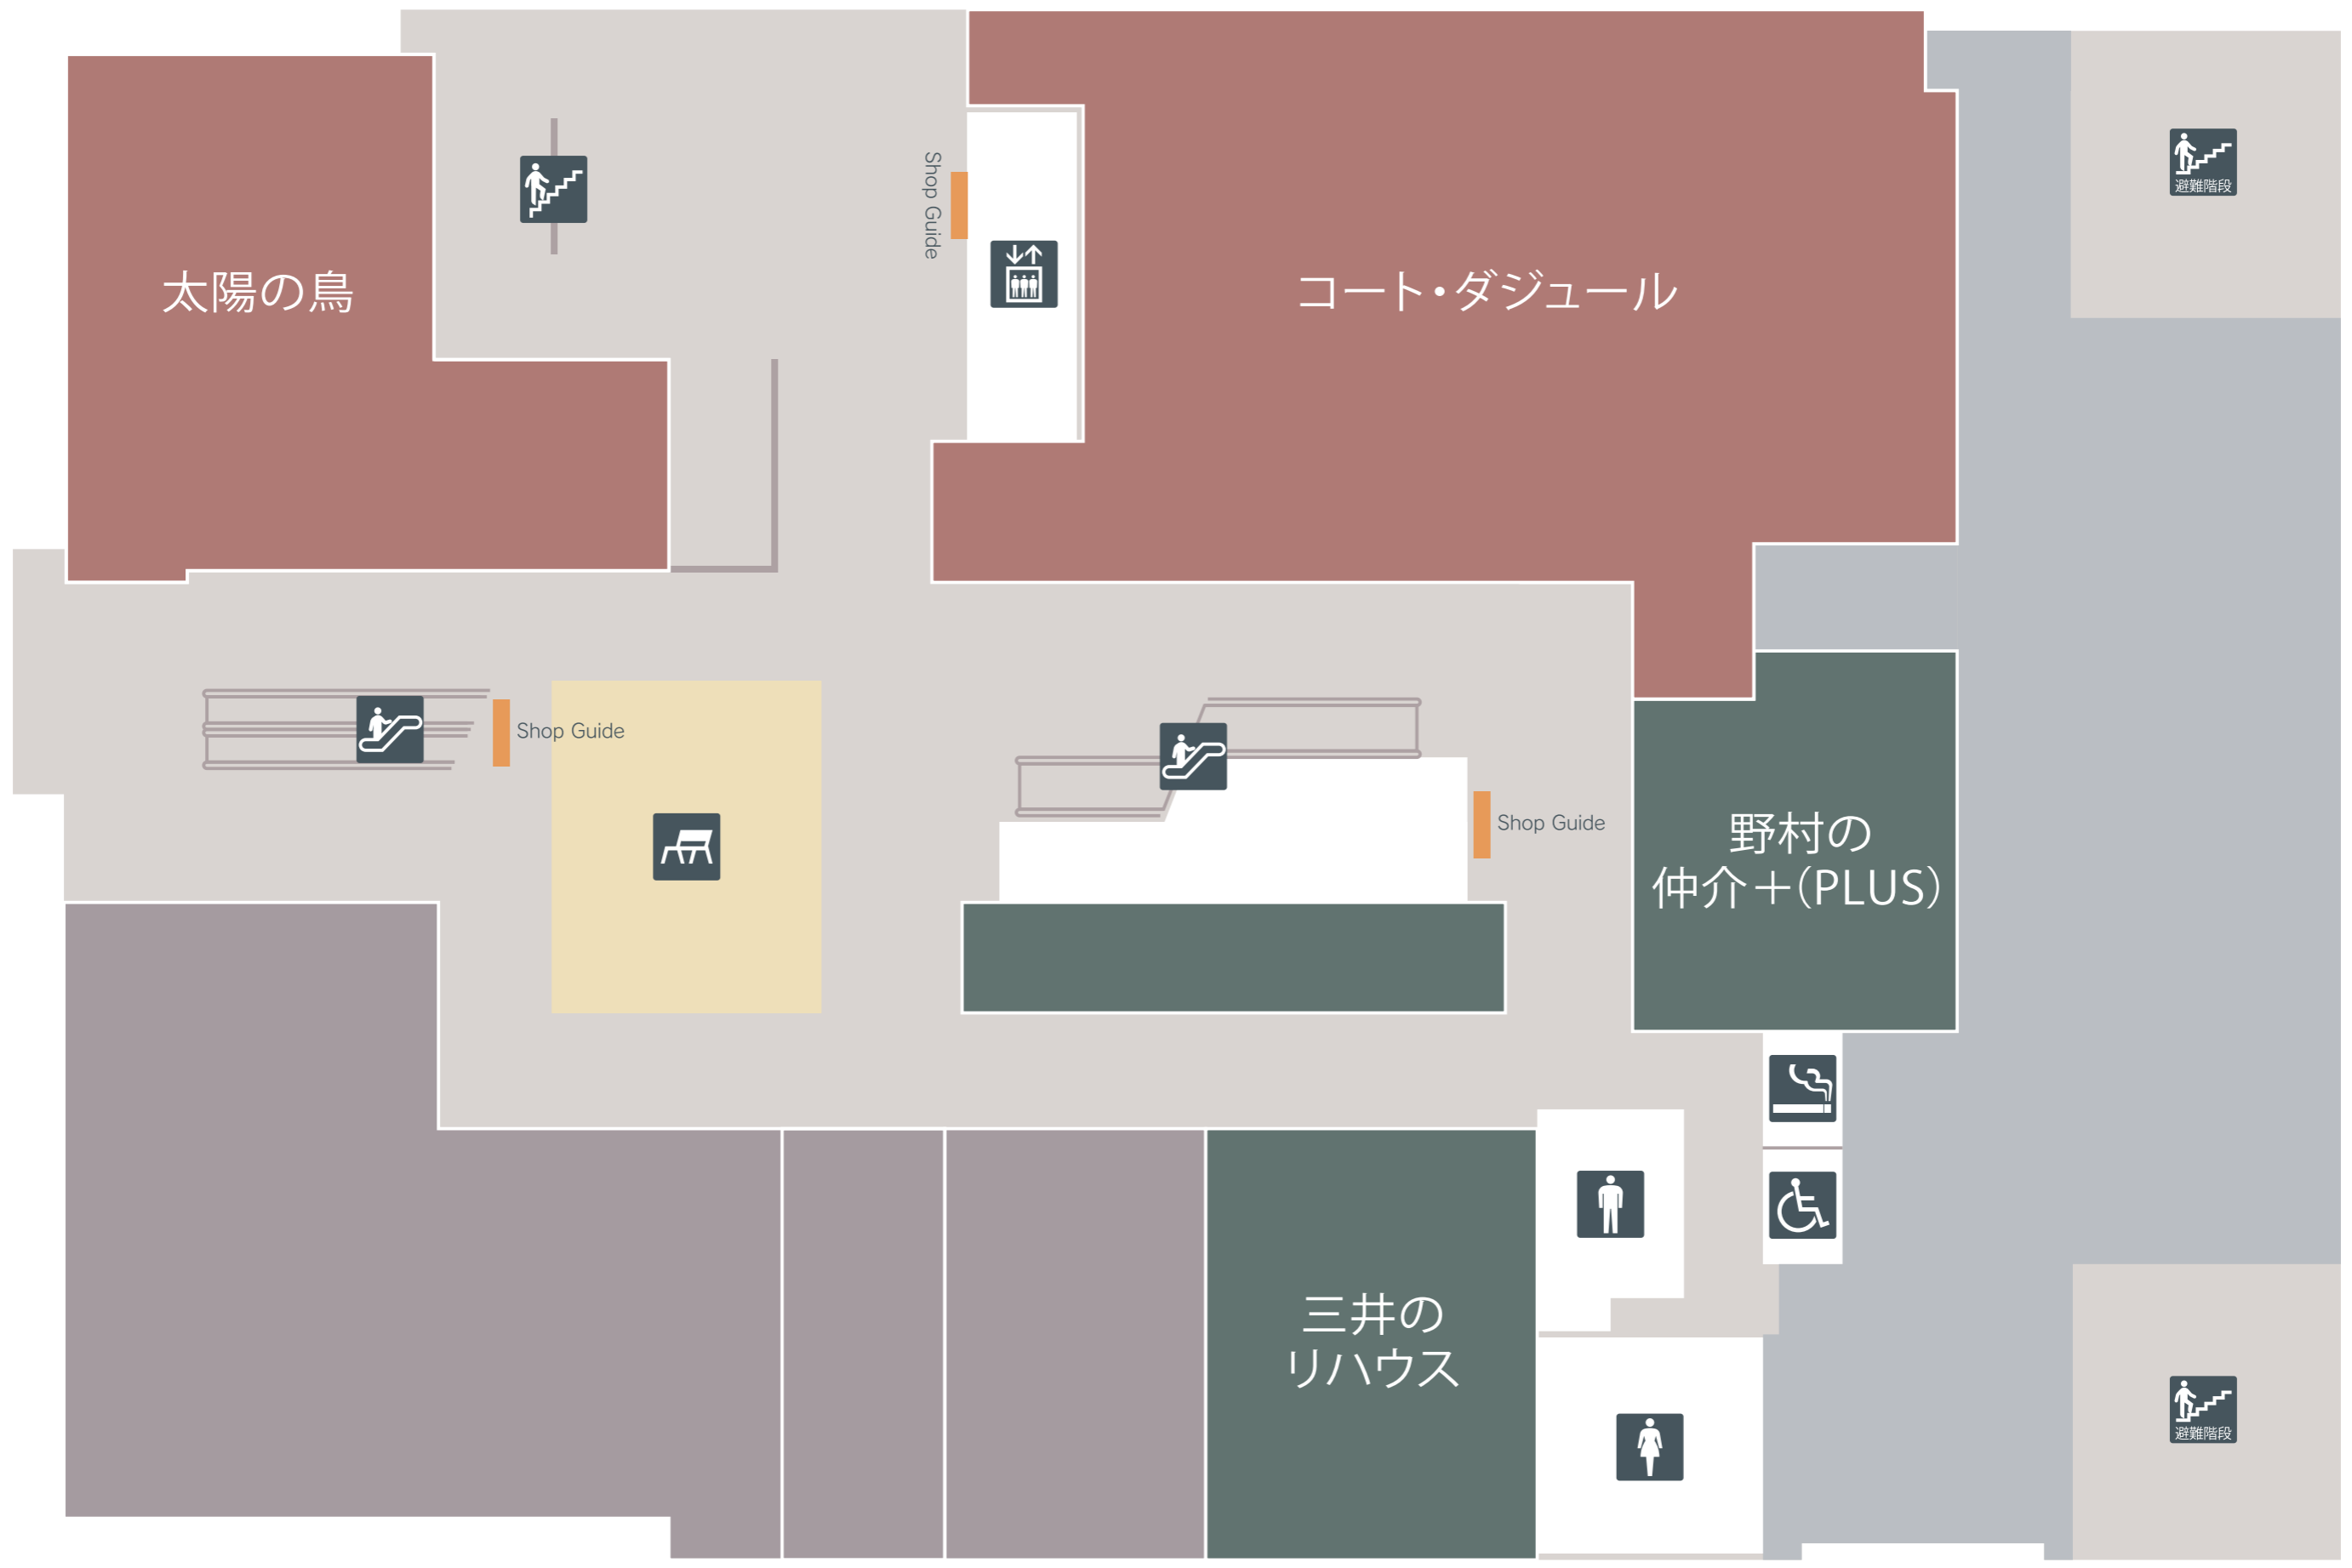 避難階段
Shop Guide
太陽の鳥
コート・ダジュール
Shop Guide
Shop Guide
野村の
仲介＋(PLUS)
三井の
リハウス
避難階段